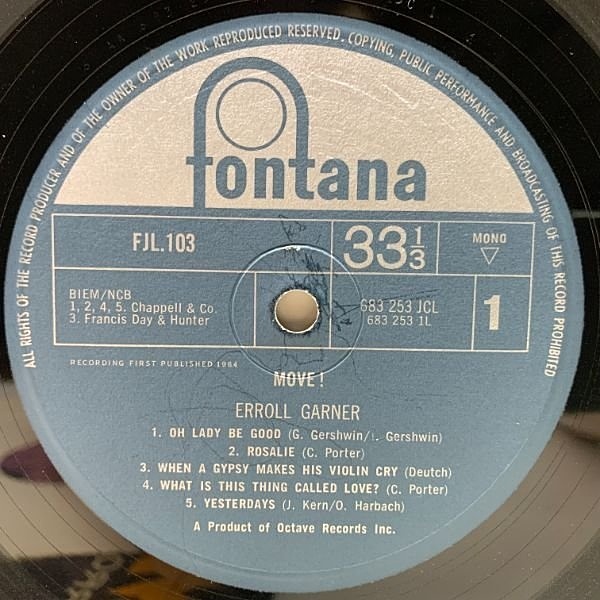 ALL RIGHTS OF THE RECORD PRODUCER AND OF THE OWNER OF THE WORK REPRODUCED RESERVED. COPYING, PUBLIC PERFORMANCE AND BROADCASTING OF THIS RECORD PROHIBITED
fontana
FJL.103
33 1/3
MONO
BIEM/NCB
1, 2, 4, 5. Chappell & Co.
3. Francis Day & Hunter
683 253 JCL
683 253 1L
1
RECORDING FIRST PUBLISHED 1964
MOVE!
ERROLL GARNER
1. OH LADY BE GOOD (G. Gershwin/I. Gershwin)
2. ROSALIE (C. Porter)
3. WHEN A GYPSY MAKES HIS VIOLIN CRY (Deutch)
4. WHAT IS THIS THING CALLED LOVE? (C. Porter)
5. YESTERDAYS (J. Kern/O. Harbach)
A Product of Octave Records Inc.